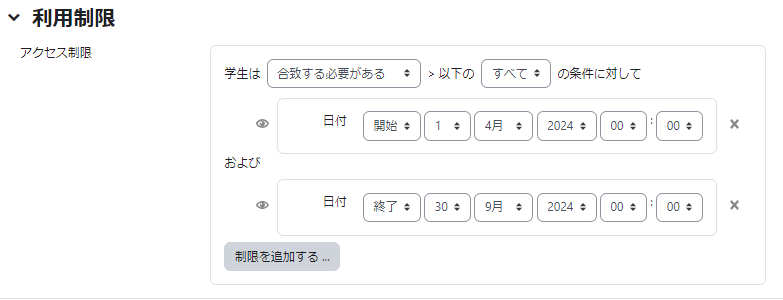 利用制限
アクセス制限
学生は 合致する必要がある > 以下の すべて の条件に対して
日付 開始 1 4月 2024 00 : 00
および
日付 終了 30 9月 2024 00 : 00
制限を追加する ...